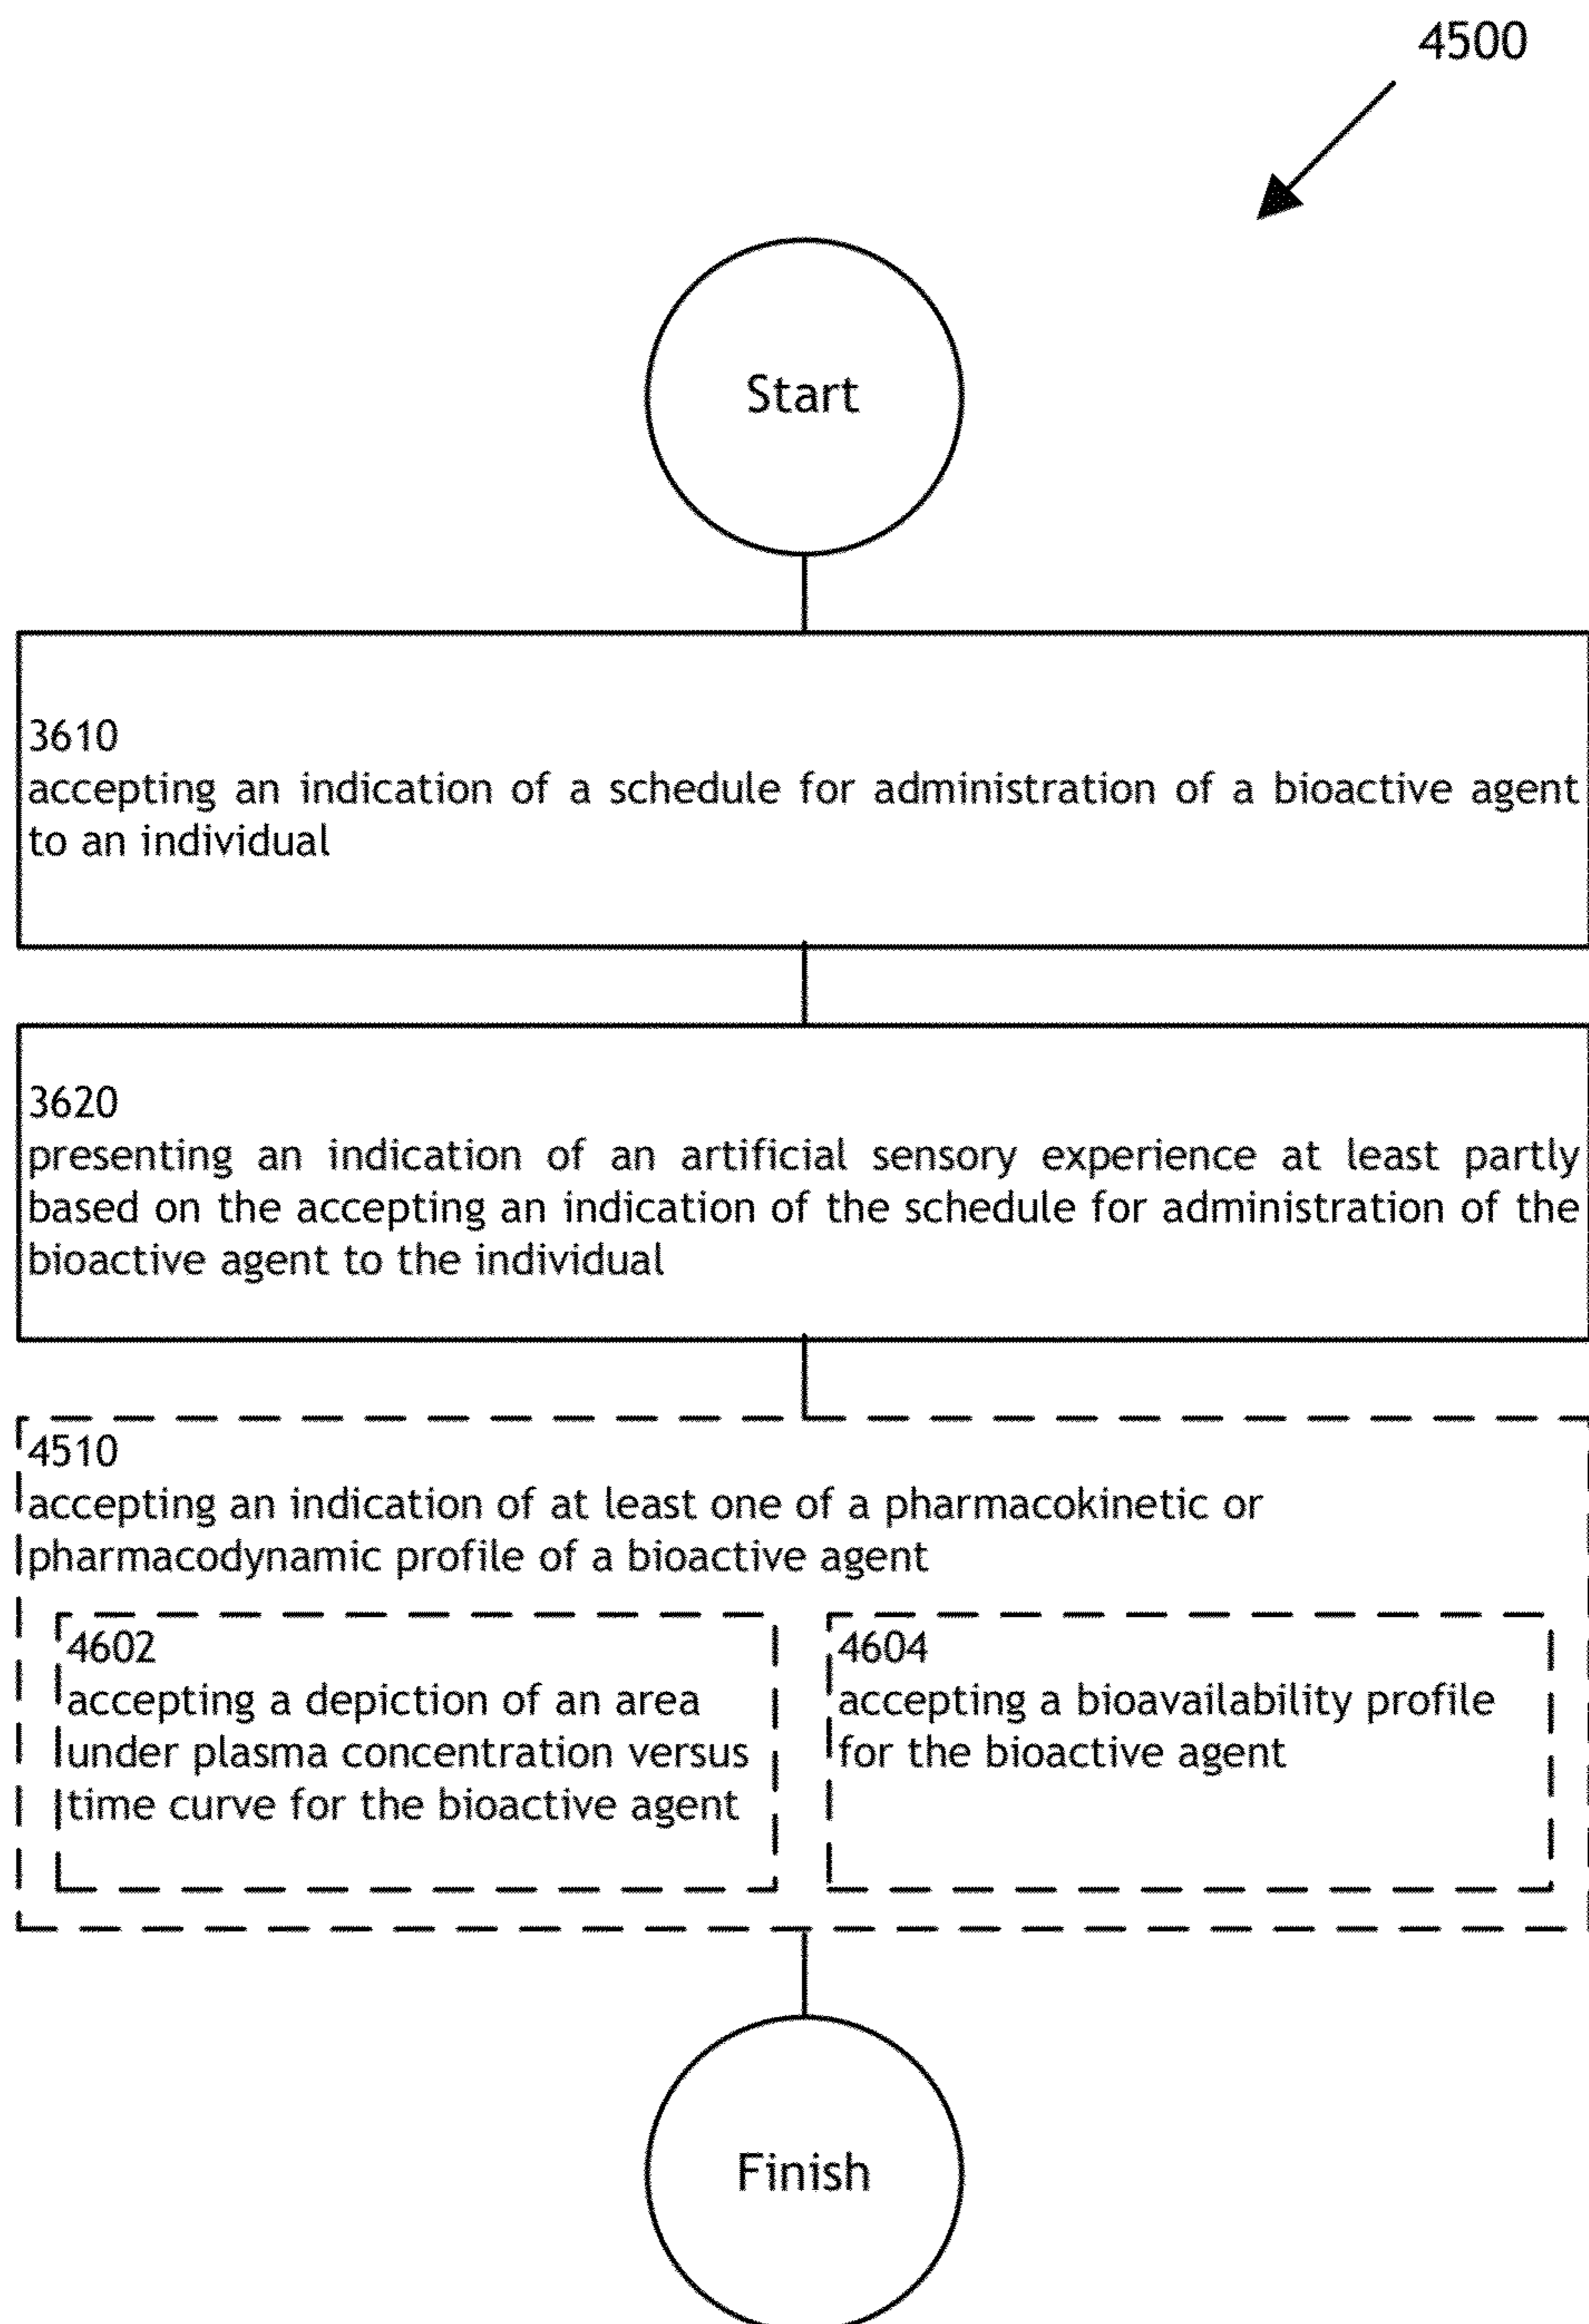 4500
Start
3610
accepting an indication of a schedule for administration of a bioactive agent
to an individual
3620
presenting an indication of an artificial sensory experience at least partly
based on the accepting an indication of the schedule for administration of the
bioactive agent to the individual
4510
accepting an indication of at least one of a pharmacokinetic or
pharmacodynamic profile of a bioactive agent
4602
accepting a depiction of an area
under plasma concentration versus
time curve for the bioactive agent
4604
accepting a bioavailability profile
for the bioactive agent
Finish